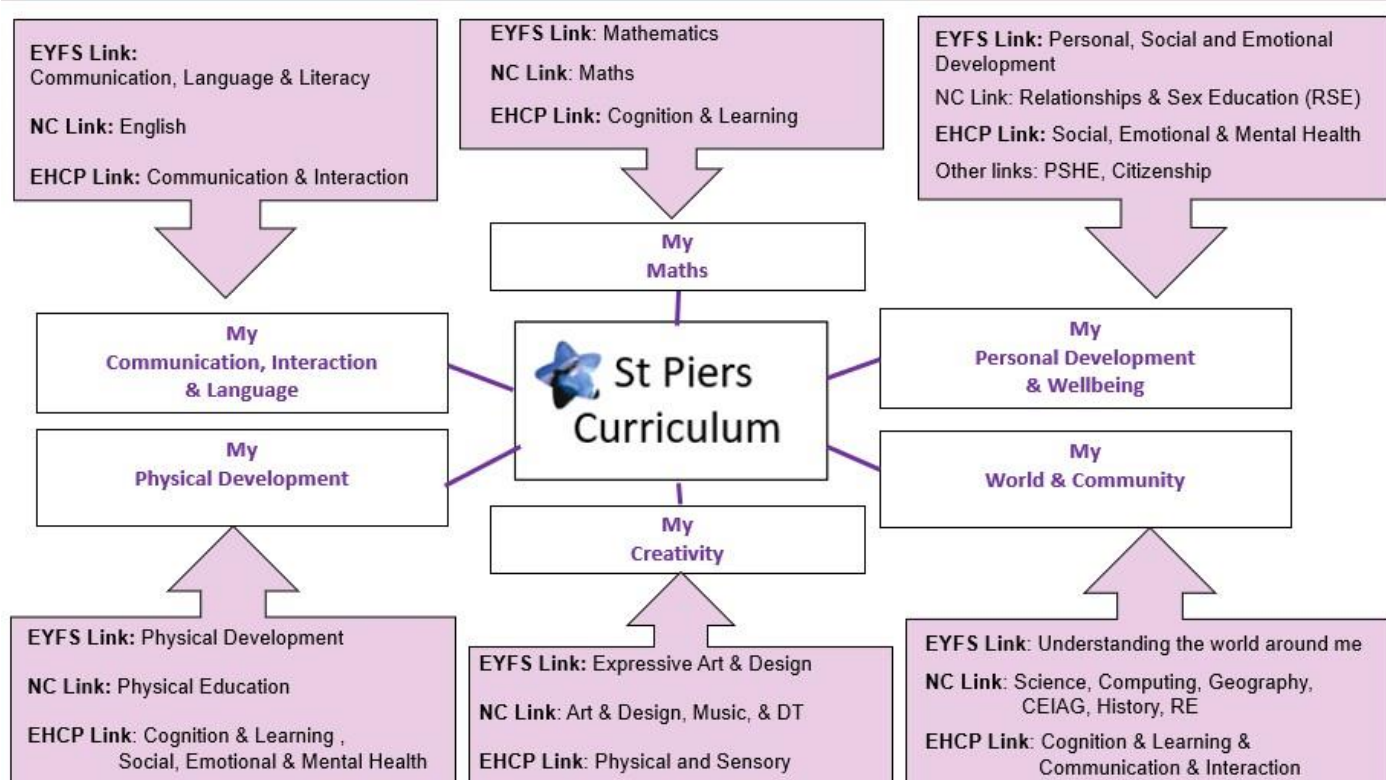 EYFS Link:
Communication, Language & Literacy
NC Link: English
EHCP Link: Communication & Interaction
EYFS Link: Mathematics
NC Link: Maths
EHCP Link: Cognition & Learning
EYFS Link: Personal, Social and Emotional
Development
NC Link: Relationships & Sex Education (RSE)
EHCP Link: Social, Emotional & Mental Health
Other links: PSHE, Citizenship
My
Maths
My
Communication, Interaction
& Language
St Piers
Curriculum
My
Personal Development
& Wellbeing
My
Physical Development
My
World & Community
My
Creativity
EYFS Link: Physical Development
NC Link: Physical Education
EHCP Link: Cognition & Learning ,
Social, Emotional & Mental Health
EYFS Link: Expressive Art & Design
NC Link: Art & Design, Music, & DT
EHCP Link: Physical and Sensory
EYFS Link: Understanding the world around me
NC Link: Science, Computing, Geography,
CEIAG, History, RE
EHCP Link: Cognition & Learning &
Communication & Interaction